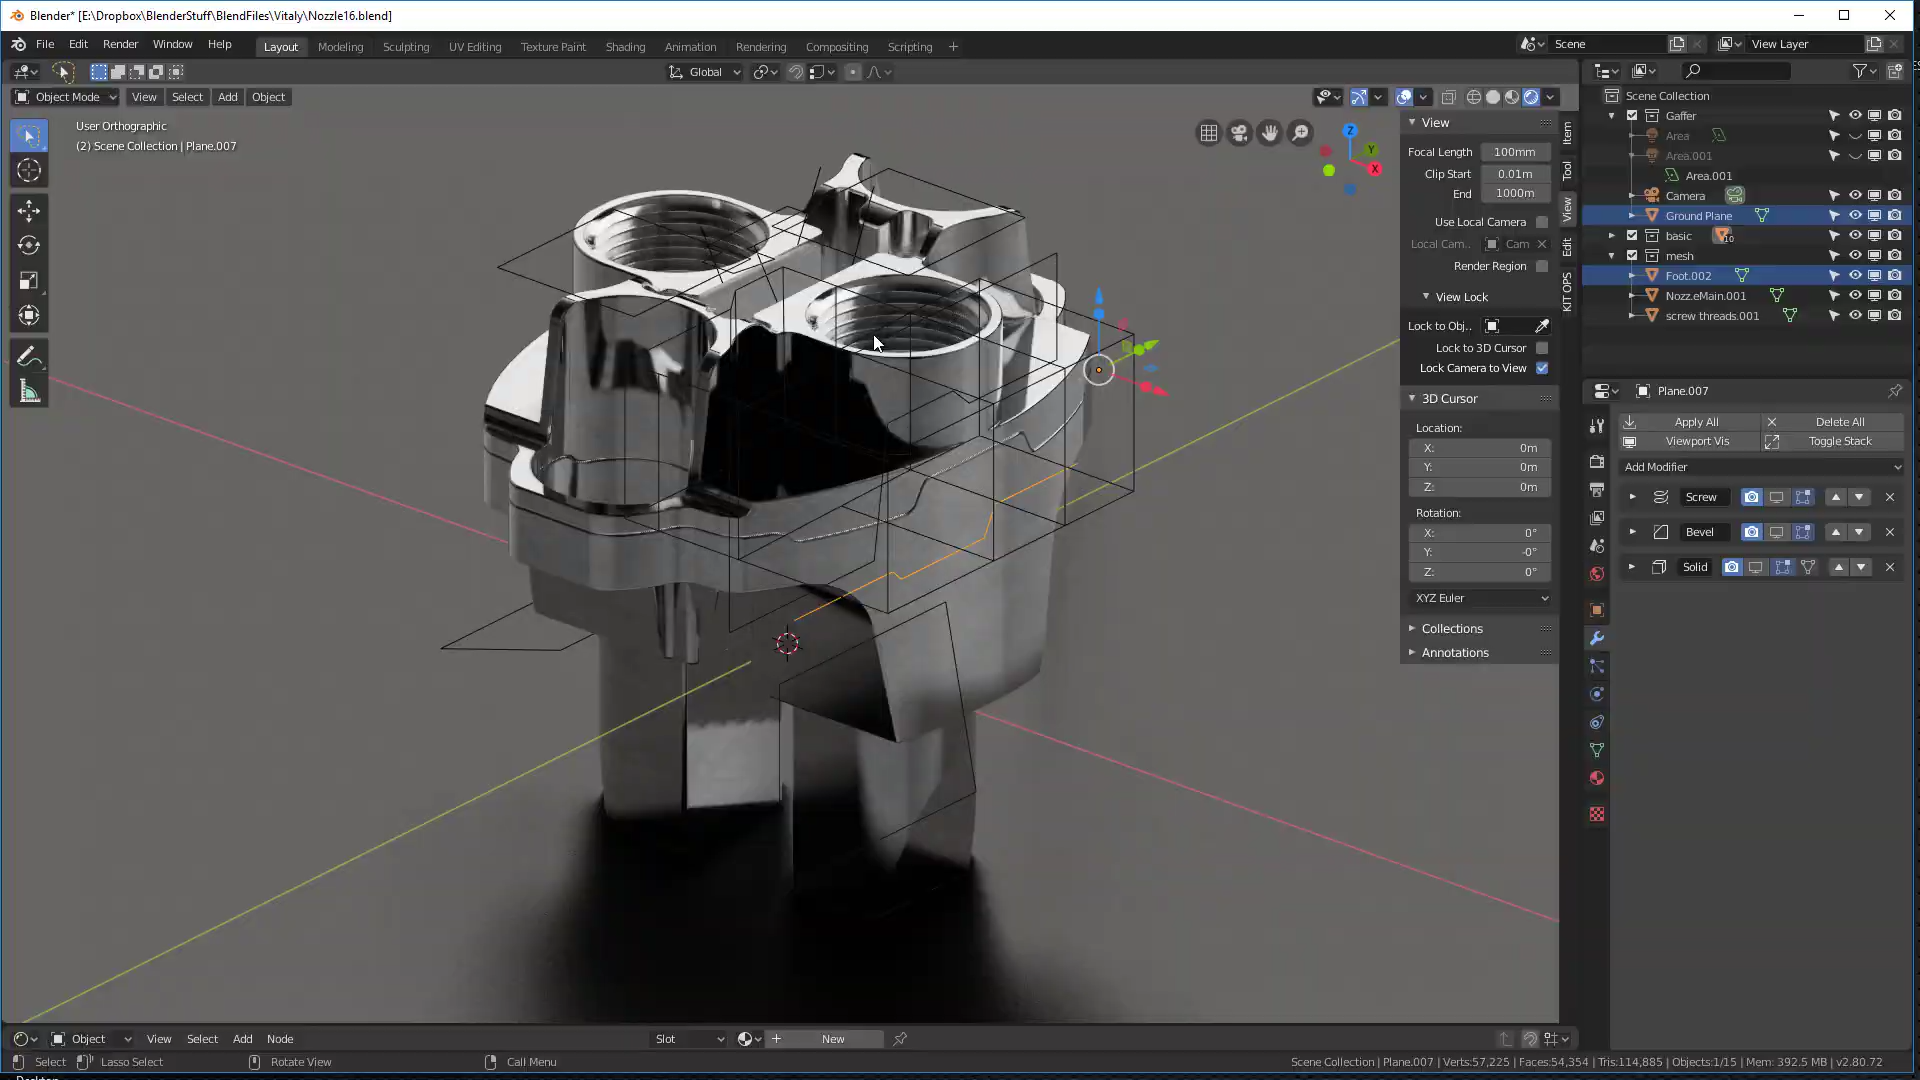 Blender* [E:\Dropbox\BlenderStuff\BlendFiles\Vitaly\Nozzle16.blend]
File Edit Render Window Help Layout Modeling Sculpting UV Editing Texture Paint Shading Animation Rendering Compositing Scripting + Scene View Layer
Global
Object Mode View Select Add Object
User Orthographic
(2) Scene Collection | Plane.007
Z
Y
X
View
Focal Length 100mm
Clip Start 0.01m
End 1000m
Use Local Camera
Local Cam.. Cam
Render Region
View Lock
Lock to Obj..
Lock to 3D Cursor
Lock Camera to View
3D Cursor
Location:
X: 0m
Y: 0m
Z: 0m
Rotation:
X: 0°
Y: -0°
Z: 0°
XYZ Euler
Collections
Annotations
Item
Tool
View
Edit
KIT OPS
Scene Collection
Gaffer
Area
Area.001
Area.001
Camera
Ground Plane
basic 10
mesh
Foot.002
Nozz.eMain.001
screw threads.001
Plane.007
Apply All Delete All
Viewport Vis Toggle Stack
Add Modifier
Screw
Bevel
Solid
Object View Select Add Node Slot New
Select Lasso Select Rotate View Call Menu Scene Collection | Plane.007 | Verts:57,225 | Faces:54,354 | Tris:114,885 | Objects:1/15 | Mem: 392.5 MB | v2.80.72